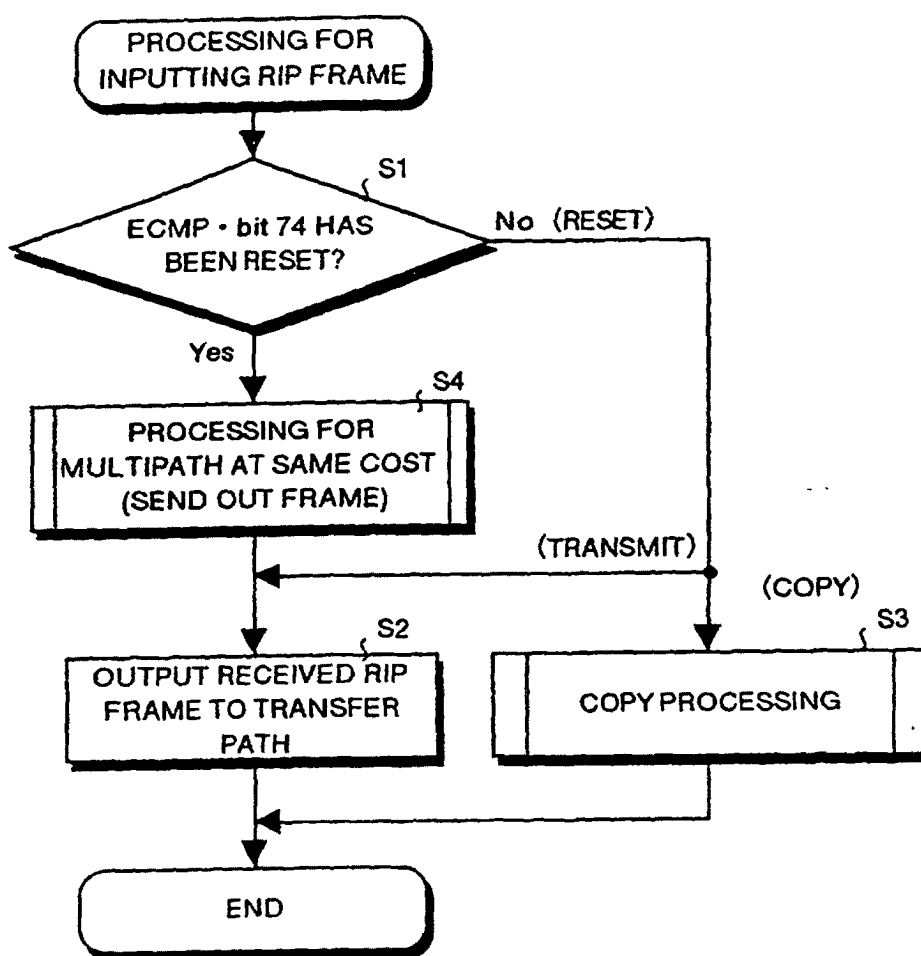 PROCESSING FOR
INPUTTING RIP FRAME
S1
ECMP・bit 74 HAS
BEEN RESET?
No (RESET)
Yes
S4
PROCESSING FOR
MULTIPATH AT SAME COST
(SEND OUT FRAME)
(TRANSMIT)
(COPY)
S2
S3
OUTPUT RECEIVED RIP
FRAME TO TRANSFER
PATH
COPY PROCESSING
END